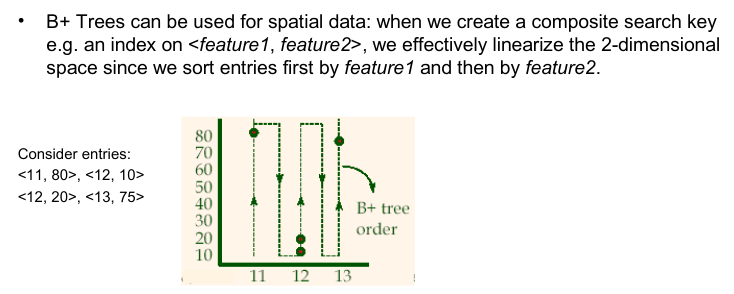 • B+ Trees can be used for spatial data: when we create a composite search key
e.g. an index on <feature1, feature2>, we effectively linearize the 2-dimensional
space since we sort entries first by feature1 and then by feature2.
Consider entries:
<11, 80>, <12, 10>
<12, 20>, <13, 75>
80
70
60
50
40
30
20
10
B+ tree
order
11 12 13